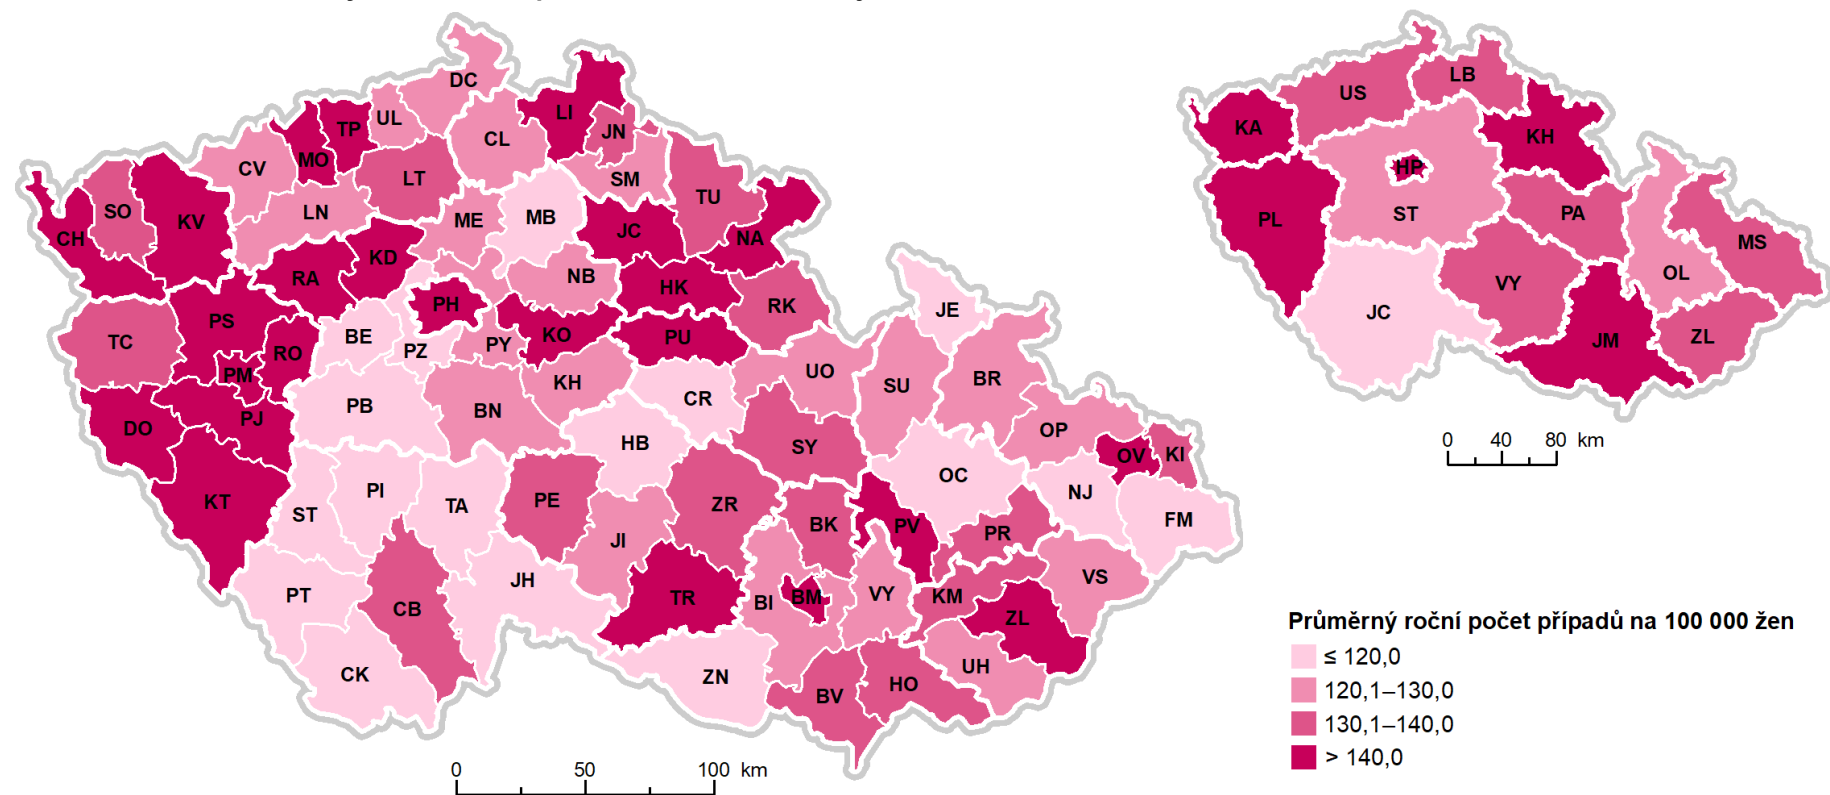 DC
LI
TP
UL
CL
JN
MO
CV
LT
SM
SO
KV
LN
ME
MB
TU
CH
JC
NA
RA
KD
NB
HK
PH
RK
PS
KO
PU
JE
TC
BE
PZ
PY
RO
PM
UO
KH
SU
BR
PB
BN
CR
DO
PJ
HB
SY
OP
OV
KI
OC
KT
ST
PI
TA
PE
ZR
NJ
BK
PV
FM
JI
PR
JH
VS
PT
CB
TR
BI
BM
VY
KM
ZL
CK
ZN
UH
BV
HO
0 50 100 km
LB
US
KA
KH
HP
PL
ST
PA
MS
VY
OL
JC
JM
ZL
0 40 80 km
Průměrný roční počet případů na 100 000 žen
≤ 120,0
120,1–130,0
130,1–140,0
> 140,0